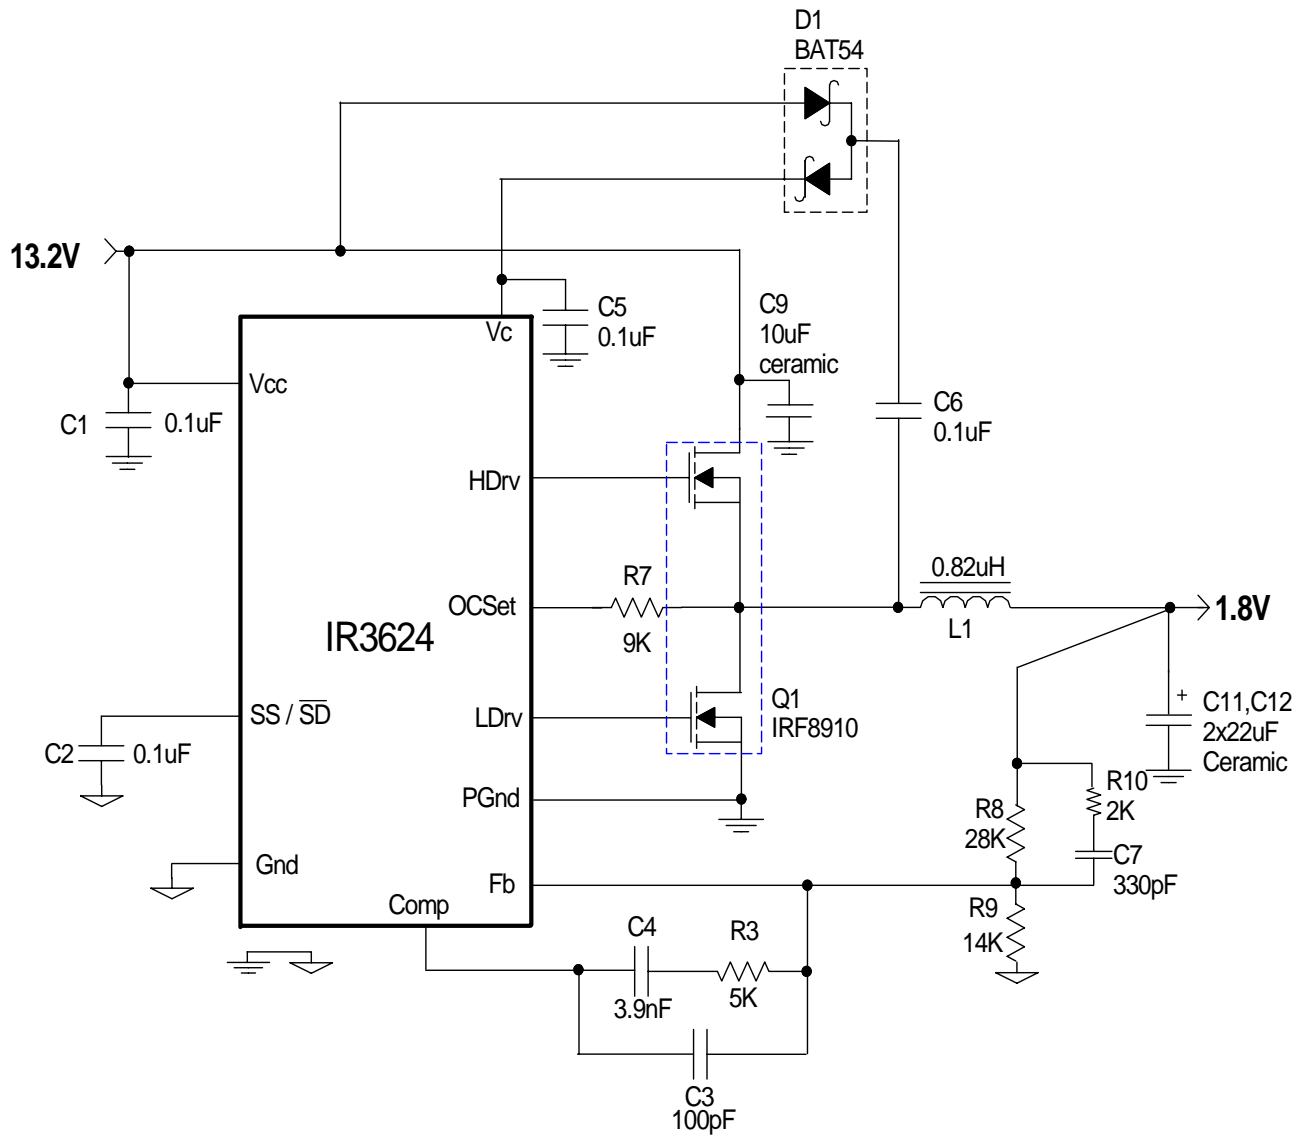 D1
BAT54
13.2V
C5
0.1uF
C9
10uF
ceramic
Vc
Vcc
C1
0.1uF
C6
0.1uF
HDrv
R7
9K
OCSet
0.82uH
L1
1.8V
IR3624
SS / S̅D̅
C2
0.1uF
LDrv
Q1
IRF8910
+
C11,C12
2x22uF
Ceramic
PGnd
R8
28K
R10
2K
C7
330pF
Gnd
Fb
Comp
R9
14K
C4
3.9nF
R3
5K
C3
100pF